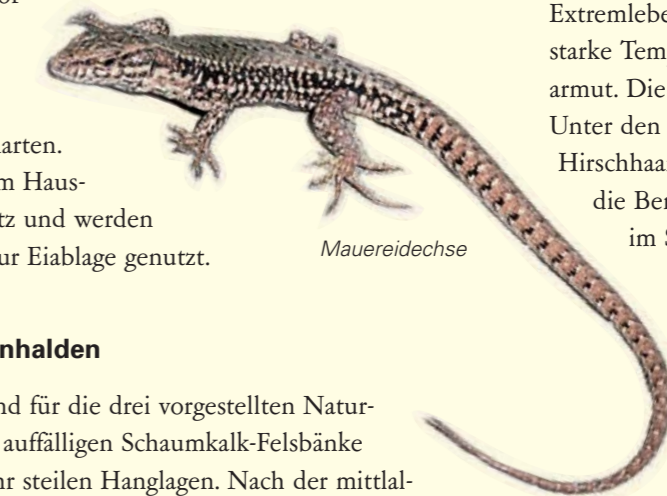 arten.
m Haus-
tz und werden
ur Eiablage genutzt.
nhalden
nd für die drei vorgestellten Natur-
auffälligen Schaumkalk-Felsbänke
hr steilen Hanglagen. Nach der mittlal-
Mauereidechse
Extremlebe
starke Tem
armut. Die
Unter den
Hirschhaa
die Ber
im S